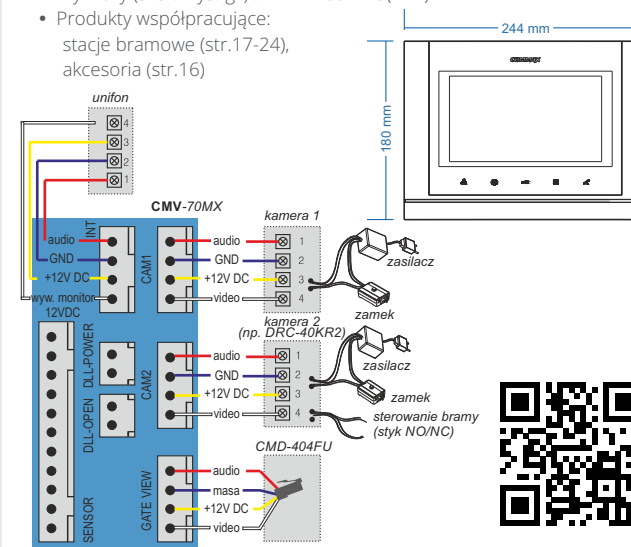 • Produkty współpracujące:
stacje bramowe (str.17-24),
akcesoria (str.16)
244 mm
COMMAX
180 mm
unifon
4
3
2
1
CMV-70MX
INT
audio
GND
+12V DC
wyw. monitor
12VDC
CAM1
audio
GND
+12V DC
video
kamera 1
1
2
3
4
zasilacz
zamek
kamera 2
(np. DRC-40KR2)
DLL-POWER
DLL-OPEN
CAM2
audio
GND
+12V DC
video
1
2
3
4
zasilacz
zamek
sterowanie bramy
(styk NO/NC)
CMD-404FU
SENSOR
GATE VIEW
audio
masa
+12V DC
video